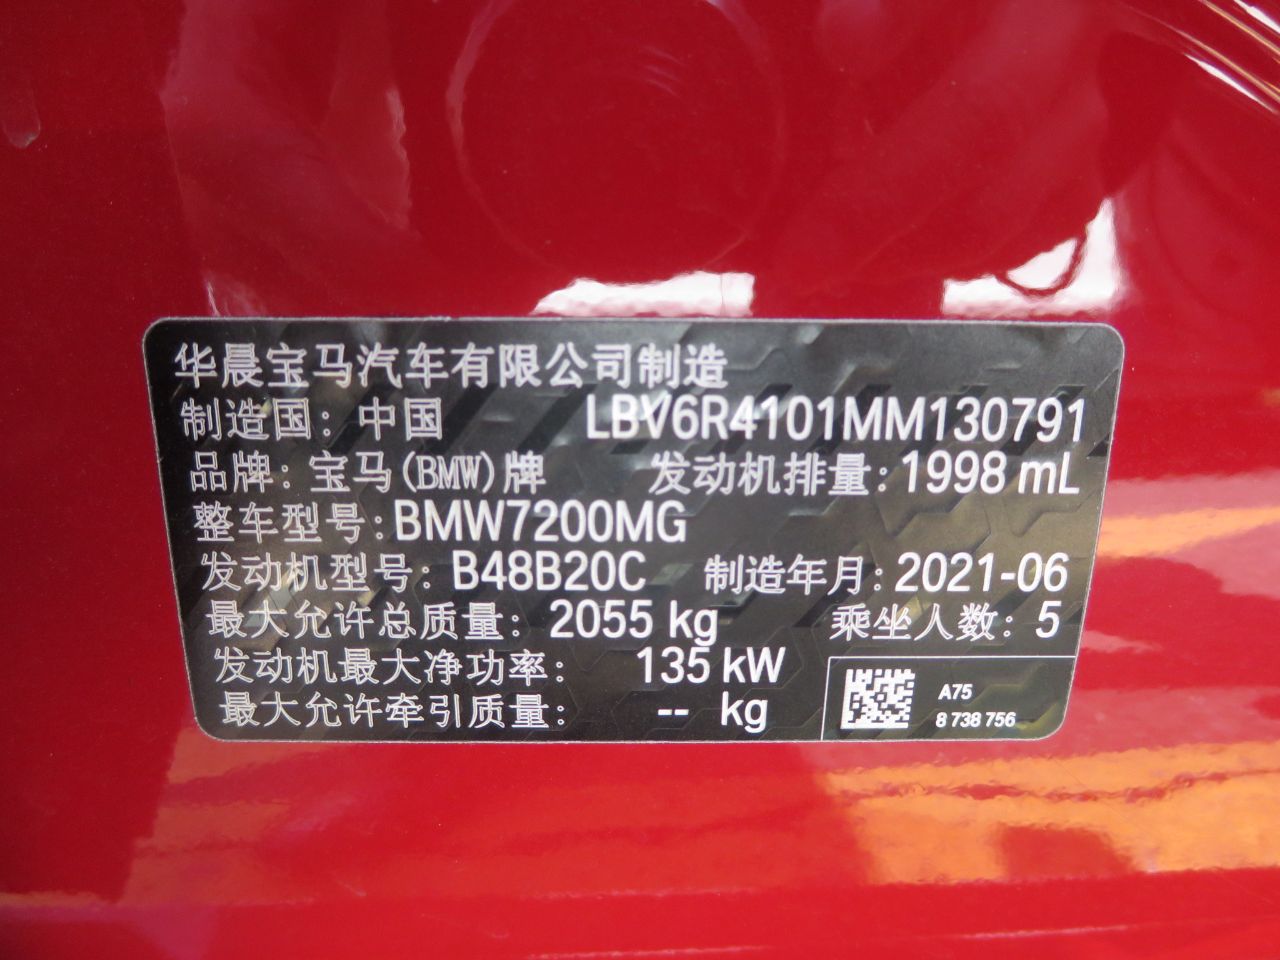 华晨宝马汽车有限公司制造
制造国：中国 LBV6R4101MM130791
品牌：宝马(BMW)牌 发动机排量：1998 mL
整车型号：BMW7200MG
发动机型号：B48B20C 制造年月：2021-06
最大允许总质量：2055 kg 乘坐人数：5
发动机最大净功率：135 kW
最大允许牵引质量：-- kg
A75
8 738 756